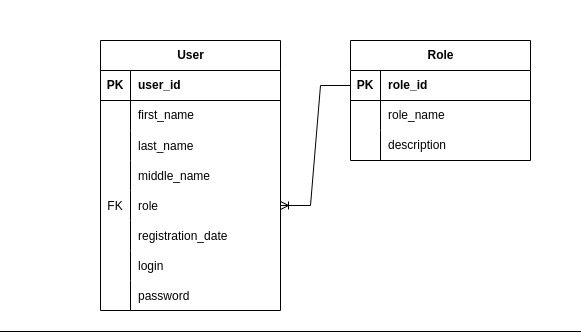 User
PK user_id
first_name
last_name
middle_name
FK role
registration_date
login
password
Role
PK role_id
role_name
description